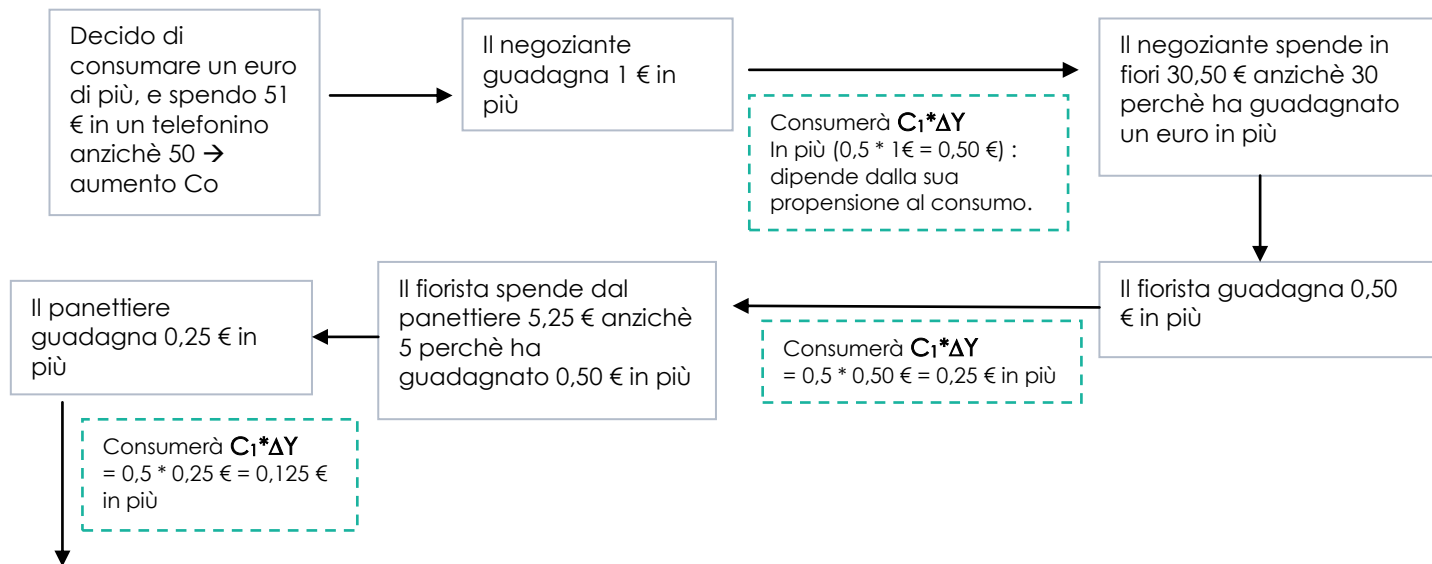 Decido di
consumare un euro
di più, e spendo 51
€ in un telefonino
anzichè 50 →
aumento Co
Il negoziante
guadagna 1 € in
più
Consumerà C₁*ΔY
In più (0,5 * 1€ = 0,50 €) :
dipende dalla sua
propensione al consumo.
Il negoziante spende in
fiori 30,50 € anzichè 30
perchè ha guadagnato
un euro in più
Il fiorista guadagna 0,50
€ in più
Consumerà C₁*ΔY
= 0,5 * 0,50 € = 0,25 € in più
Il fiorista spende dal
panettiere 5,25 € anzichè
5 perchè ha
guadagnato 0,50 € in più
Il panettiere
guadagna 0,25 € in
più
Consumerà C₁*ΔY
= 0,5 * 0,25 € = 0,125 €
in più